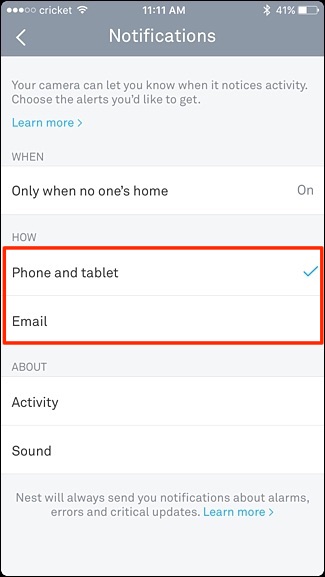 cricket 11:11 AM 41%
Notifications
Your camera can let you know when it notices activity.
Choose the alerts you'd like to get.
Learn more >
WHEN
Only when no one's home On
HOW
Phone and tablet
Email
ABOUT
Activity
Sound
Nest will always send you notifications about alarms,
errors and critical updates. Learn more >